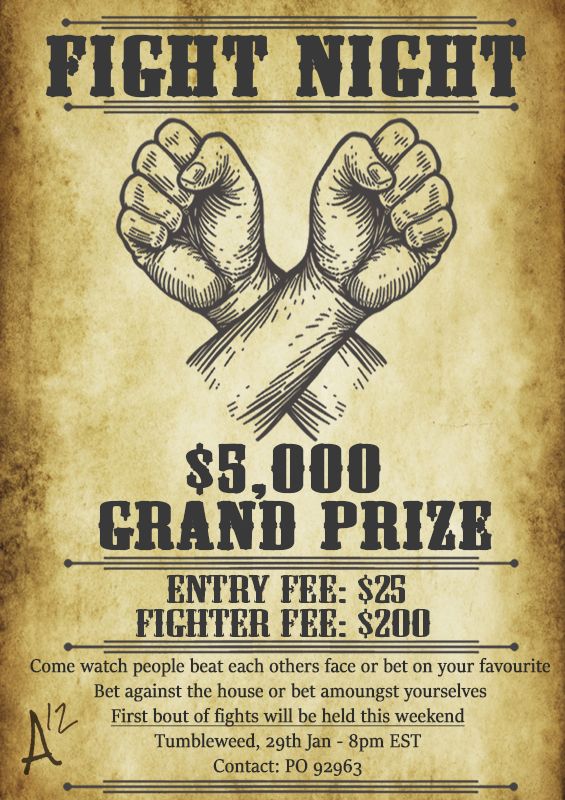 FIGHT NIGHT
$5,000
GRAND PRIZE
ENTRY FEE: $25
FIGHTER FEE: $200
Come watch people beat each others face or bet on your favourite
Bet against the house or bet amoungst yourselves
First bout of fights will be held this weekend
Tumbleweed, 29th Jan - 8pm EST
Contact: PO 92963
A12